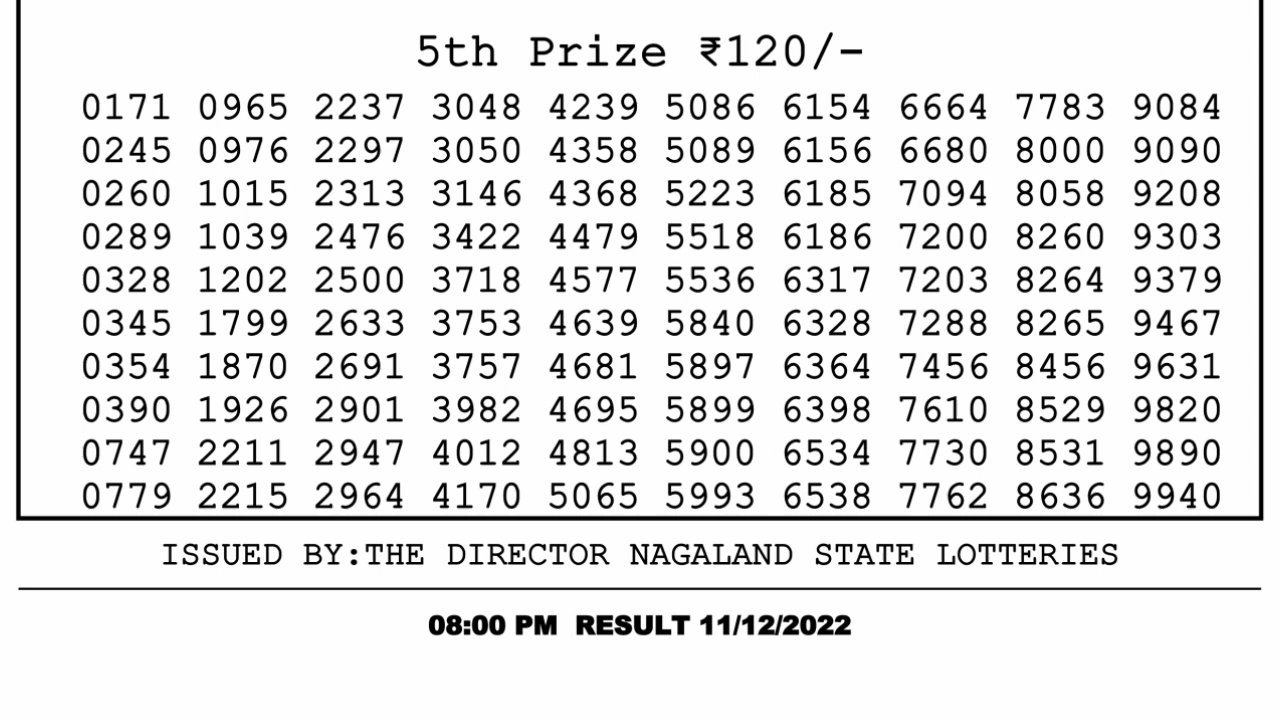 5th Prize ₹120/-
0171 0965 2237 3048 4239 5086 6154 6664 7783 9084
0245 0976 2297 3050 4358 5089 6156 6680 8000 9090
0260 1015 2313 3146 4368 5223 6185 7094 8058 9208
0289 1039 2476 3422 4479 5518 6186 7200 8260 9303
0328 1202 2500 3718 4577 5536 6317 7203 8264 9379
0345 1799 2633 3753 4639 5840 6328 7288 8265 9467
0354 1870 2691 3757 4681 5897 6364 7456 8456 9631
0390 1926 2901 3982 4695 5899 6398 7610 8529 9820
0747 2211 2947 4012 4813 5900 6534 7730 8531 9890
0779 2215 2964 4170 5065 5993 6538 7762 8636 9940
ISSUED BY:THE DIRECTOR NAGALAND STATE LOTTERIES
08:00 PM RESULT 11/12/2022